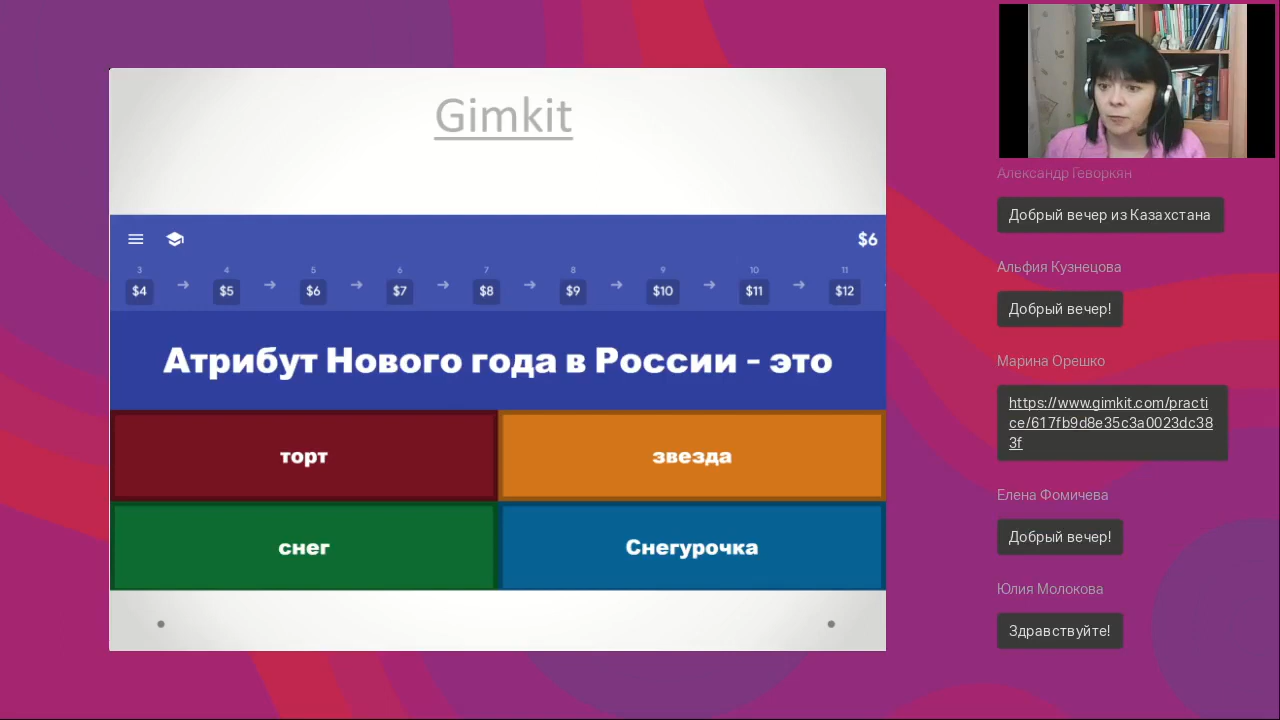 Gimkit
$6
3 4 5 6 7 8 9 10 11
$4 $5 $6 $7 $8 $9 $10 $11 $12
Атрибут Нового года в России - это
торт
звезда
снег
Снегурочка
Александр Геворкян
Добрый вечер из Казахстана
Альфия Кузнецова
Добрый вечер!
Марина Орешко
https://www.gimkit.com/practi
ce/617fb9d8e35c3a0023dc38
3f
Елена Фомичева
Добрый вечер!
Юлия Молокова
Здравствуйте!